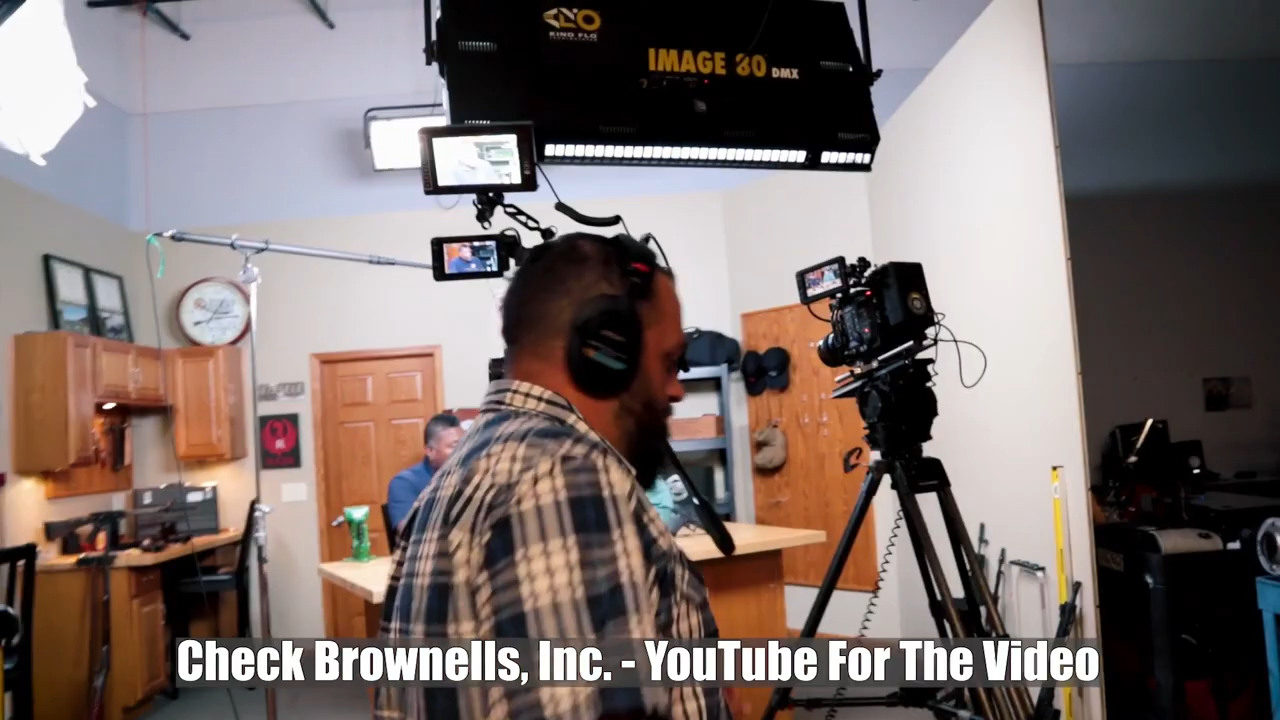 KINO FLO
IMAGE 80 DMX
Check Brownells, Inc. - YouTube For The Video